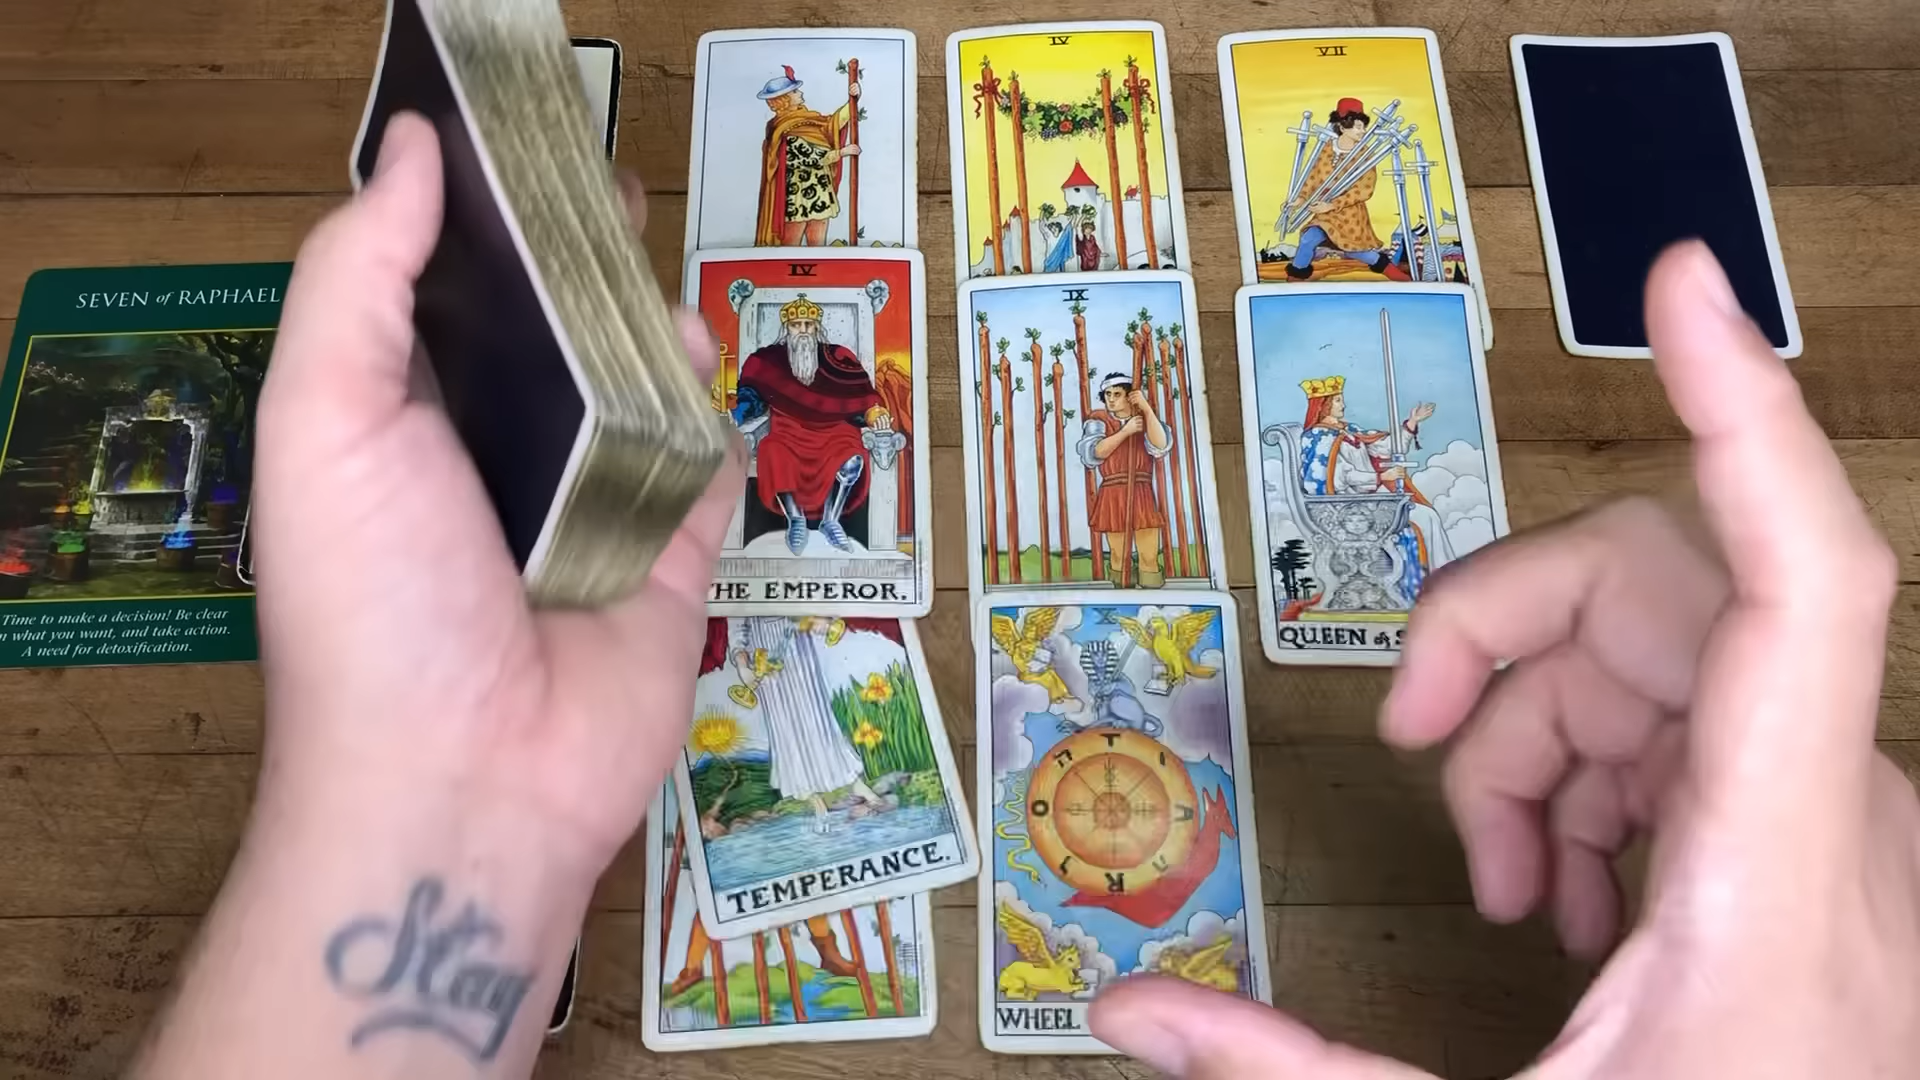 IV
VII
SEVEN of RAPHAEL
Time to make a decision! Be clear
what you want, and take action.
A need for detoxification.
IV
THE EMPEROR.
IX
QUEEN of S
TEMPERANCE.
X
T
A
R
O
WHEEL
Stay